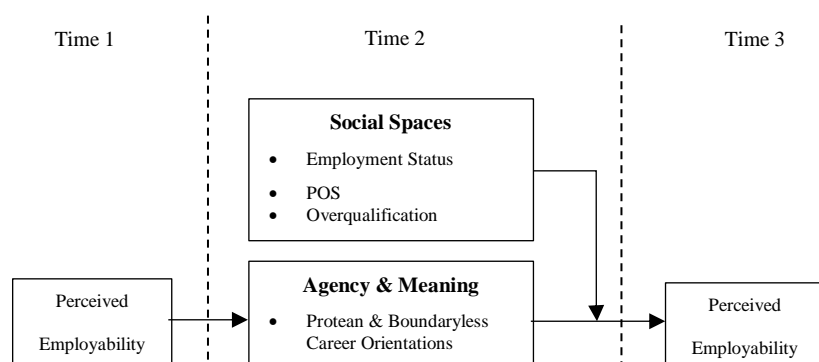 Time 1
Time 2
Time 3
Social Spaces
• Employment Status
• POS
• Overqualification
Agency & Meaning
• Protean & Boundaryless
Career Orientations
Perceived
Employability
Perceived
Employability